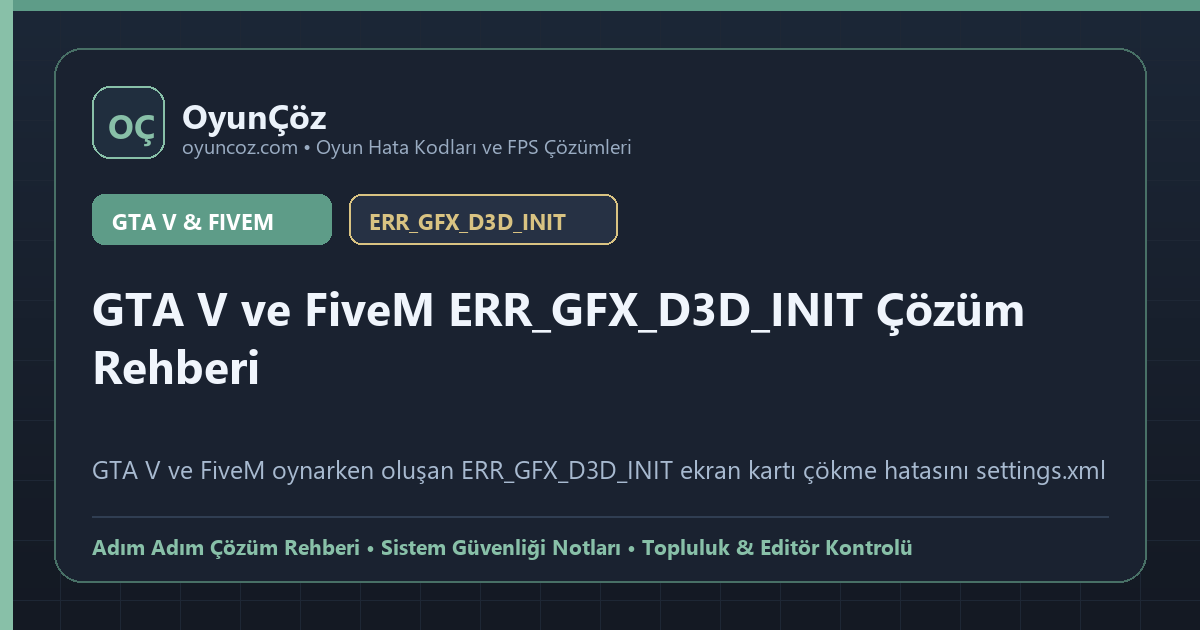 OÇ
OyunÇöz
oyuncoz.com • Oyun Hata Kodları ve FPS Çözümleri
GTA V & FIVEM
ERR_GFX_D3D_INIT
GTA V ve FiveM ERR_GFX_D3D_INIT Çözüm
Rehberi
GTA V ve FiveM oynarken oluşan ERR_GFX_D3D_INIT ekran kartı çökme hatasını settings.xml
Adım Adım Çözüm Rehberi • Sistem Güvenliği Notları • Topluluk & Editör Kontrolü